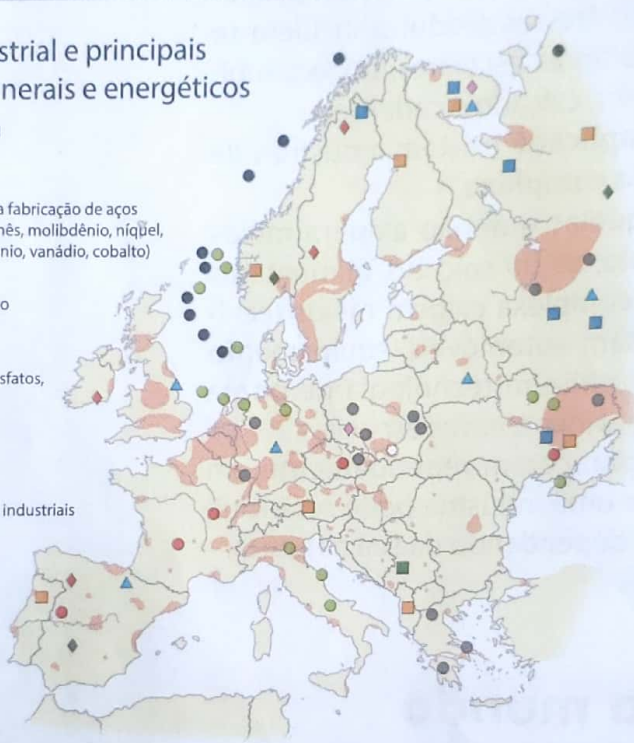 strial e principais
nerais e energéticos
a fabricação de aços
nês, molibdênio, níquel,
nio, vanádio, cobalto)
o
sfatos,
industriais